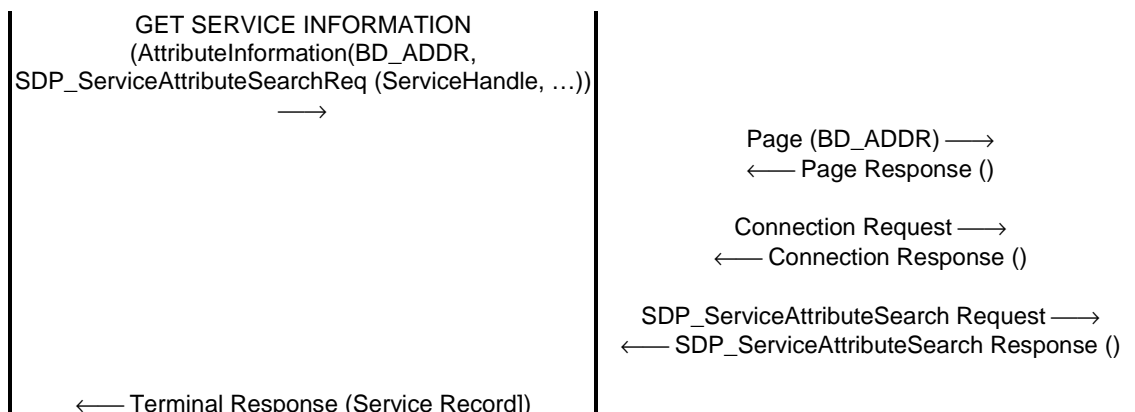 GET SERVICE INFORMATION
(AttributeInformation(BD_ADDR,
SDP_ServiceAttributeSearchReq (ServiceHandle, …))
⟶
Page (BD_ADDR) ⟶
⟵ Page Response ()
Connection Request ⟶
⟵ Connection Response ()
SDP_ServiceAttributeSearch Request ⟶
⟵ SDP_ServiceAttributeSearch Response ()
⟵ Terminal Response (Service Record])